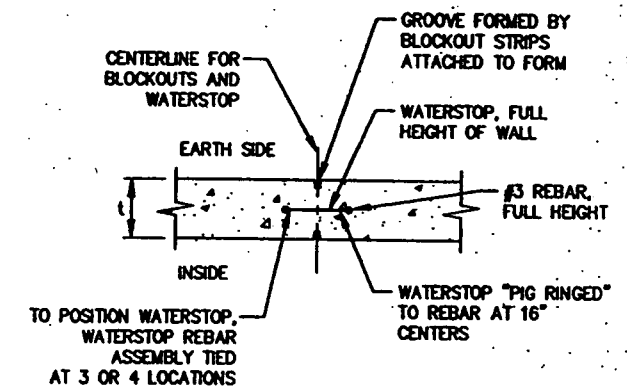 GROOVE FORMED BY
BLOCKOUT STRIPS
ATTACHED TO FORM
CENTERLINE FOR
BLOCKOUTS AND
WATERSTOP
WATERSTOP, FULL
HEIGHT OF WALL
EARTH SIDE
t
#3 REBAR,
FULL HEIGHT
INSIDE
WATERSTOP "PIG RINGED"
TO REBAR AT 16"
CENTERS
TO POSITION WATERSTOP,
WATERSTOP REBAR
ASSEMBLY TIED
AT 3 OR 4 LOCATIONS